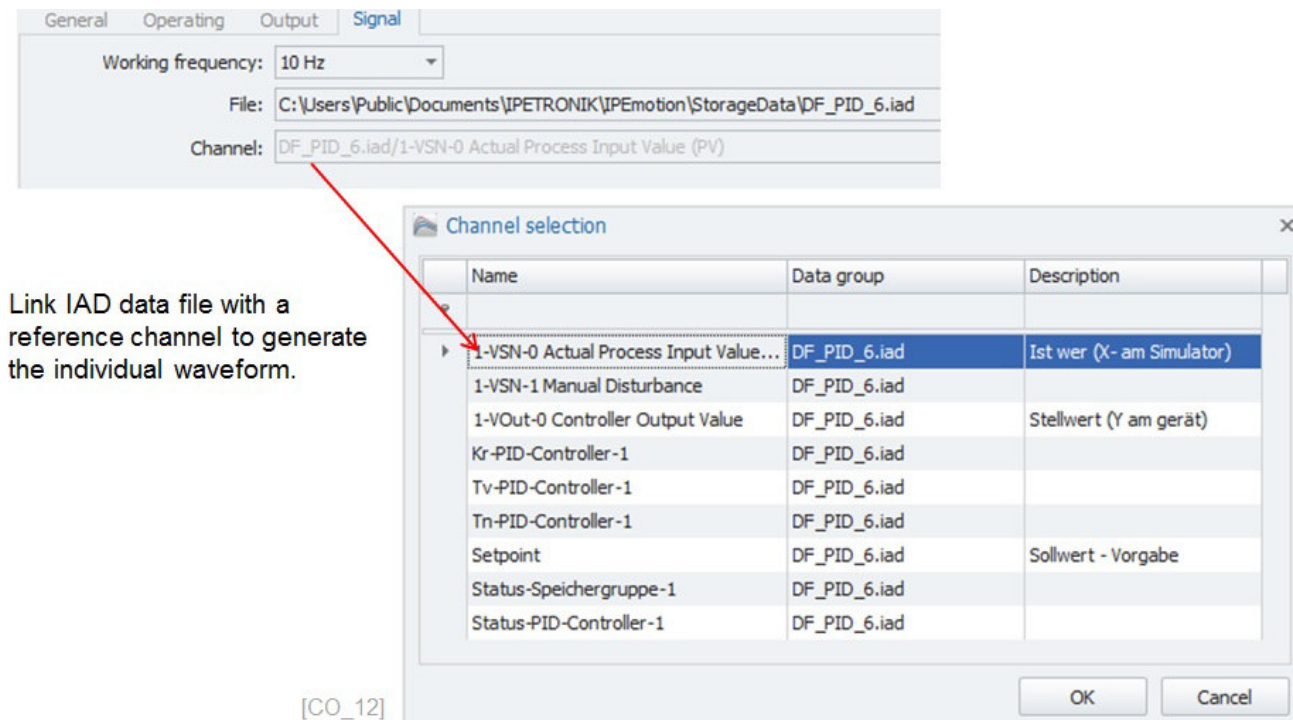 General Operating Output Signal
Working frequency: 10 Hz
File: C:\Users\Public\Documents\IPETRONIK\IPEmotion\StorageData\DF_PID_6.iad
Channel: DF_PID_6.iad/1-VSN-0 Actual Process Input Value (PV)
Link IAD data file with a
reference channel to generate
the individual waveform.
Channel selection
Name Data group Description
1-VSN-0 Actual Process Input Value... DF_PID_6.iad Ist wer (X- am Simulator)
1-VSN-1 Manual Disturbance DF_PID_6.iad
1-VOut-0 Controller Output Value DF_PID_6.iad Stellwert (Y am gerät)
Kr-PID-Controller-1 DF_PID_6.iad
Tv-PID-Controller-1 DF_PID_6.iad
Tn-PID-Controller-1 DF_PID_6.iad
Setpoint DF_PID_6.iad Sollwert - Vorgabe
Status-Speichergruppe-1 DF_PID_6.iad
Status-PID-Controller-1 DF_PID_6.iad
OK Cancel
[CO_12]